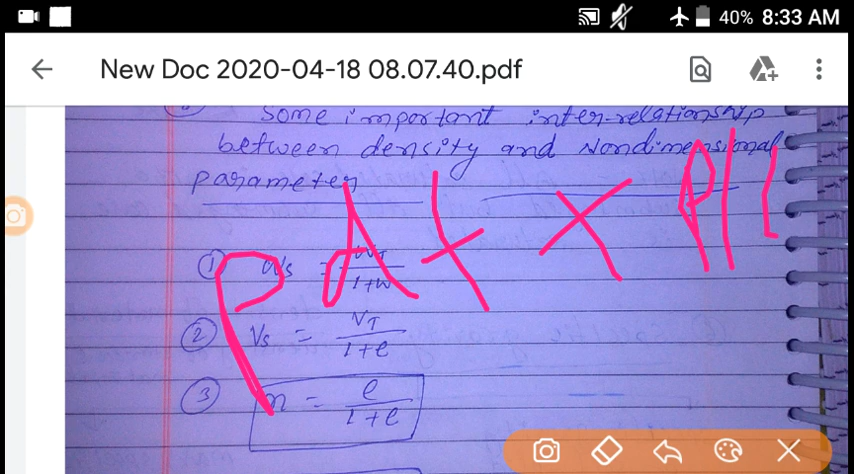 40% 8:33 AM
New Doc 2020-04-18 08.07.40.pdf
Some important inter-relationship
between density and Nondimensional
parameter
① Ws = WT / 1+w
② Vs = VT / 1+e
③ n = e / 1+e